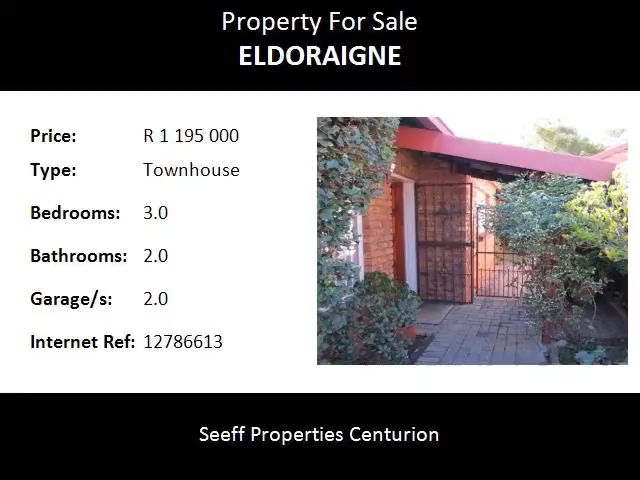 Property For Sale
ELDORAIGNE
Price: R 1 195 000
Type: Townhouse
Bedrooms: 3.0
Bathrooms: 2.0
Garage/s: 2.0
Internet Ref: 12786613
Seeff Properties Centurion